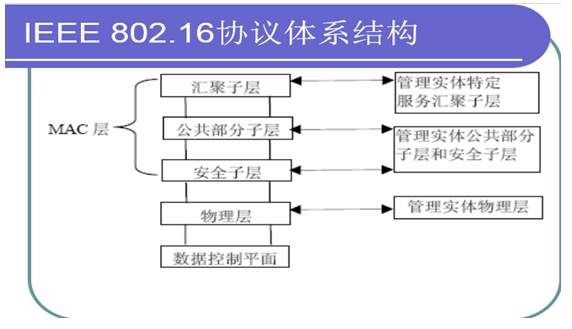 IEEE 802.16协议体系结构
汇聚子层
管理实体特定
服务汇聚子层
MAC 层
公共部分子层
管理实体公共部分
子层和安全子层
安全子层
物理层
管理实体物理层
数据控制平面